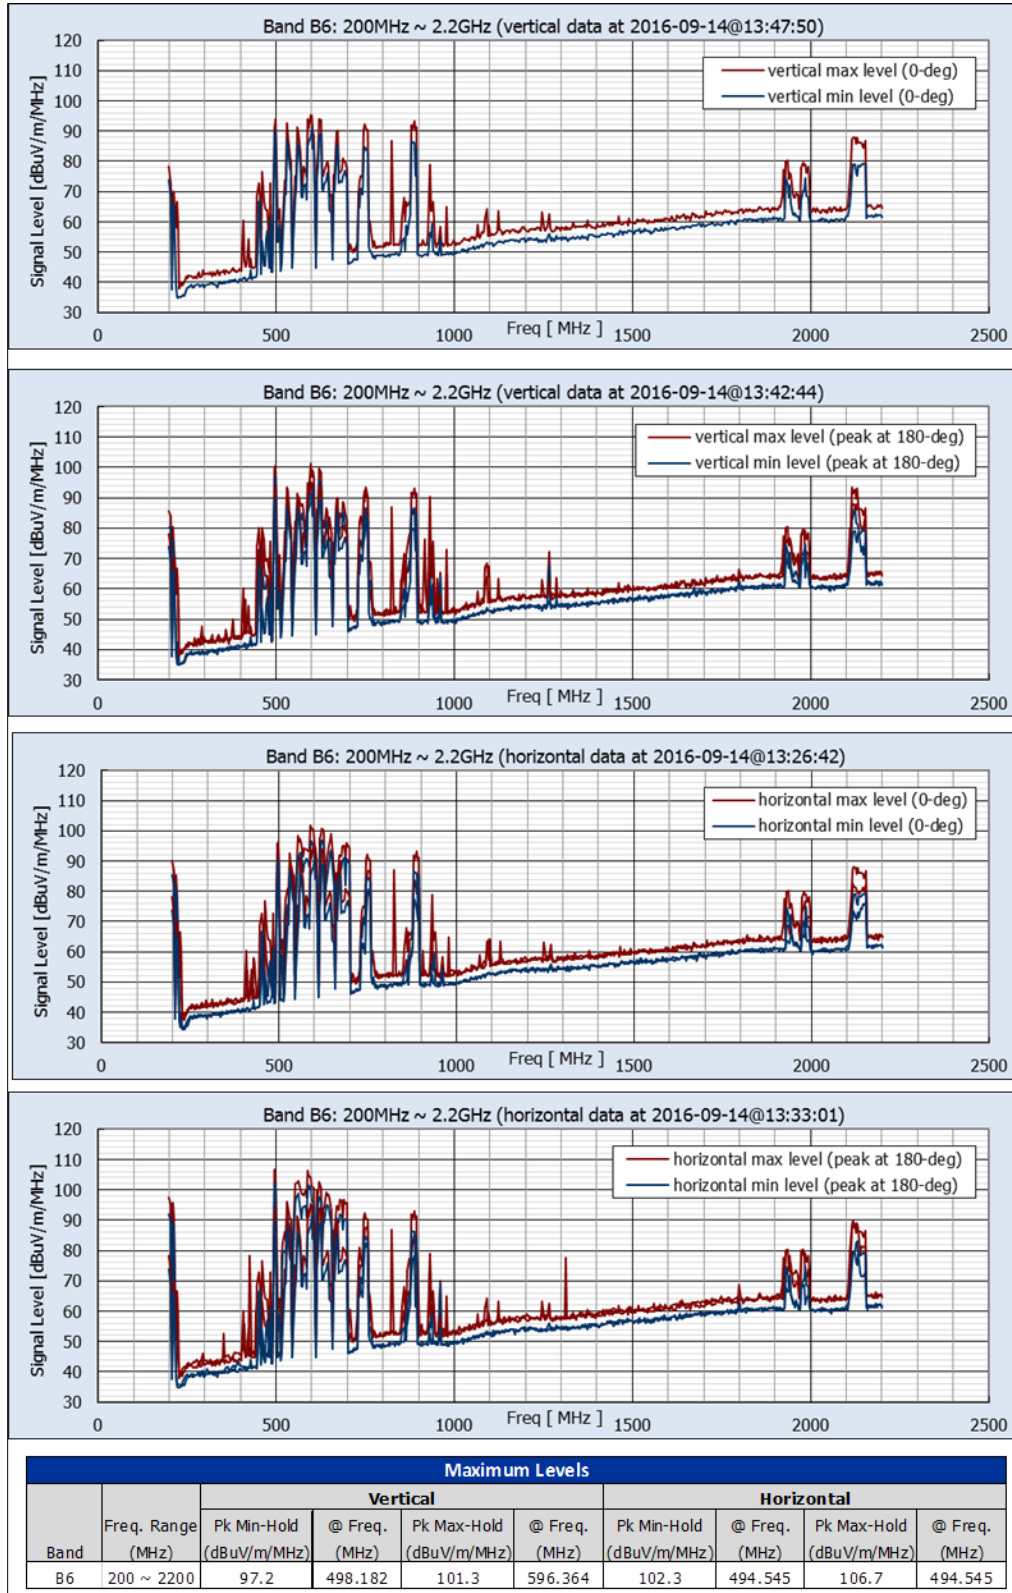 Band B6: 200MHz ~ 2.2GHz (vertical data at 2016-09-14@13:47:50)
vertical max level (0-deg)
vertical min level (0-deg)
Signal Level [dBuV/m/MHz]
120
110
100
90
80
70
60
50
40
30
0
500
1000
1500
2000
2500
Freq [ MHz ]
Band B6: 200MHz ~ 2.2GHz (vertical data at 2016-09-14@13:42:44)
vertical max level (peak at 180-deg)
vertical min level (peak at 180-deg)
Signal Level [dBuV/m/MHz]
120
110
100
90
80
70
60
50
40
30
0
500
1000
1500
2000
2500
Freq [ MHz ]
Band B6: 200MHz ~ 2.2GHz (horizontal data at 2016-09-14@13:26:42)
horizontal max level (0-deg)
horizontal min level (0-deg)
Signal Level [dBuV/m/MHz]
120
110
100
90
80
70
60
50
40
30
0
500
1000
1500
2000
2500
Freq [ MHz ]
Band B6: 200MHz ~ 2.2GHz (horizontal data at 2016-09-14@13:33:01)
horizontal max level (peak at 180-deg)
horizontal min level (peak at 180-deg)
Signal Level [dBuV/m/MHz]
120
110
100
90
80
70
60
50
40
30
0
500
1000
1500
2000
2500
Freq [ MHz ]
Maximum Levels
Vertical Horizontal
Freq. Range Pk Min-Hold @ Freq. Pk Max-Hold @ Freq. Pk Min-Hold @ Freq. Pk Max-Hold @ Freq.
Band (MHz) (dBuV/m/MHz) (MHz) (dBuV/m/MHz) (MHz) (dBuV/m/MHz) (MHz) (dBuV/m/MHz) (MHz)
B6 200 ~ 2200 97.2 498.182 101.3 596.364 102.3 494.545 106.7 494.545